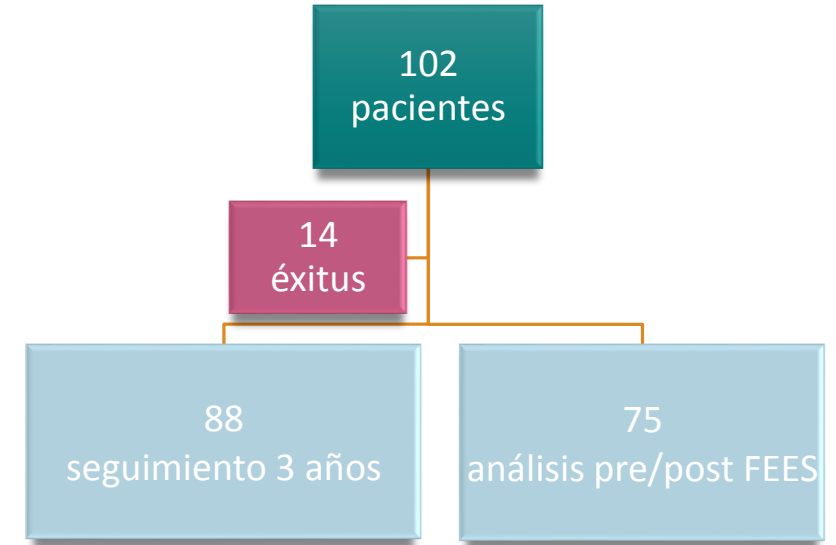 102
pacientes
14
éxitus
88
seguimiento 3 años
75
análisis pre/post FEES